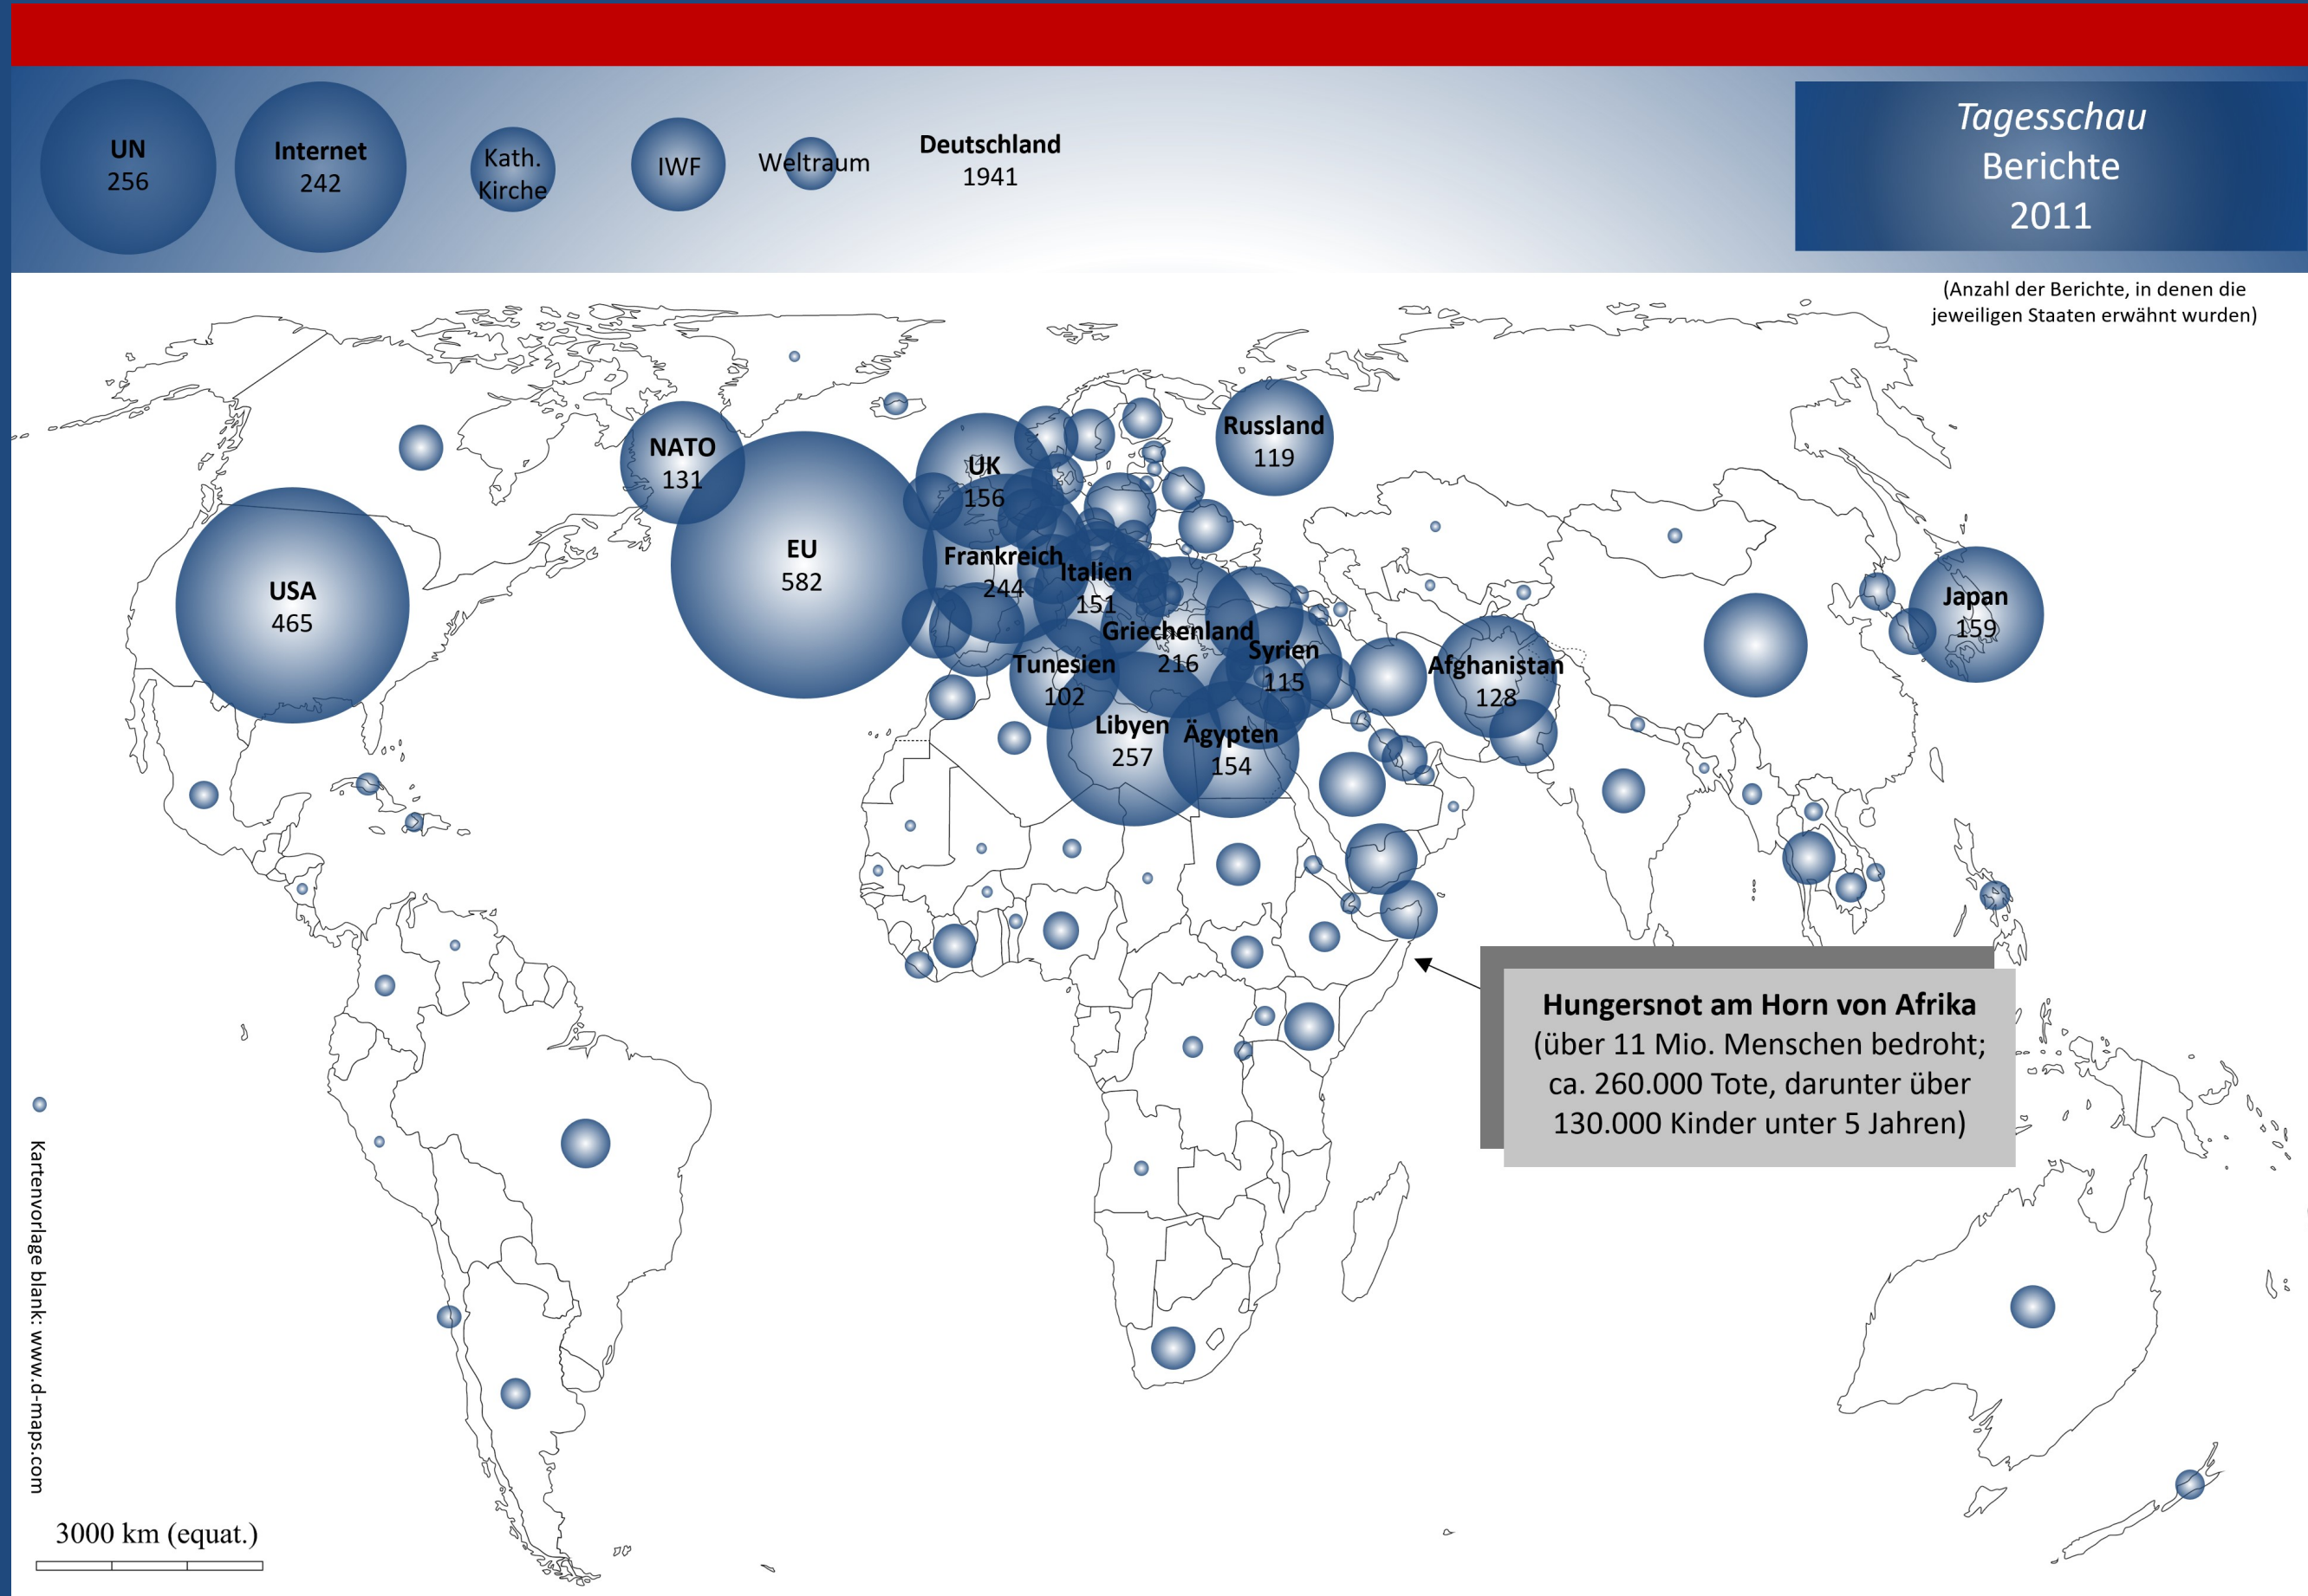 UN
256
Internet
242
Kath.
Kirche
IWF
Weltraum
Deutschland
1941
Tagesschau
Berichte
2011
(Anzahl der Berichte, in denen die
jeweiligen Staaten erwähnt wurden)
Russland
119
NATO
131
UK
156
EU
582
USA
465
Frankreich
244
Italien
151
Japan
159
Griechenland
216
Syrien
115
Tunesien
102
Afghanistan
128
Libyen
257
Ägypten
154
Hungersnot am Horn von Afrika
(über 11 Mio. Menschen bedroht;
ca. 260.000 Tote, darunter über
130.000 Kinder unter 5 Jahren)
Kartenvorlage blank: www.d-maps.com
3000 km (equat.)